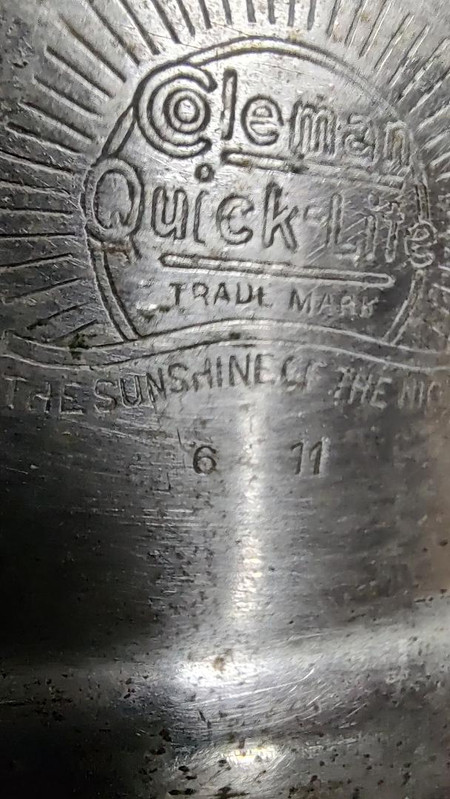 Coleman
Quick-Lite
TRADE MARK
THE SUNSHINE OF THE
6 11